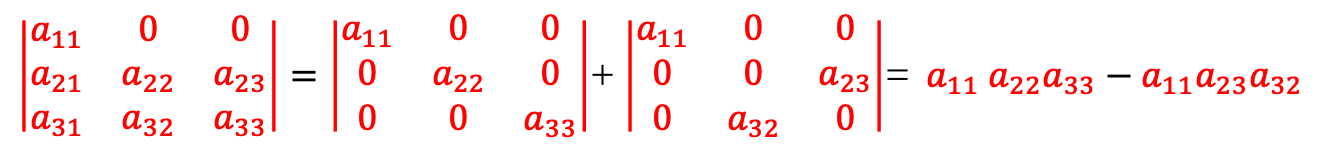 | a₁₁ 0 0 | | a₁₁ 0 0 | | a₁₁ 0 0 |
| a₂₁ a₂₂ a₂₃ | = | 0 a₂₂ 0 | + | 0 0 a₂₃ | = a₁₁ a₂₂a₃₃ − a₁₁a₂₃a₃₂
| a₃₁ a₃₂ a₃₃ | | 0 0 a₃₃ | | 0 a₃₂ 0 |